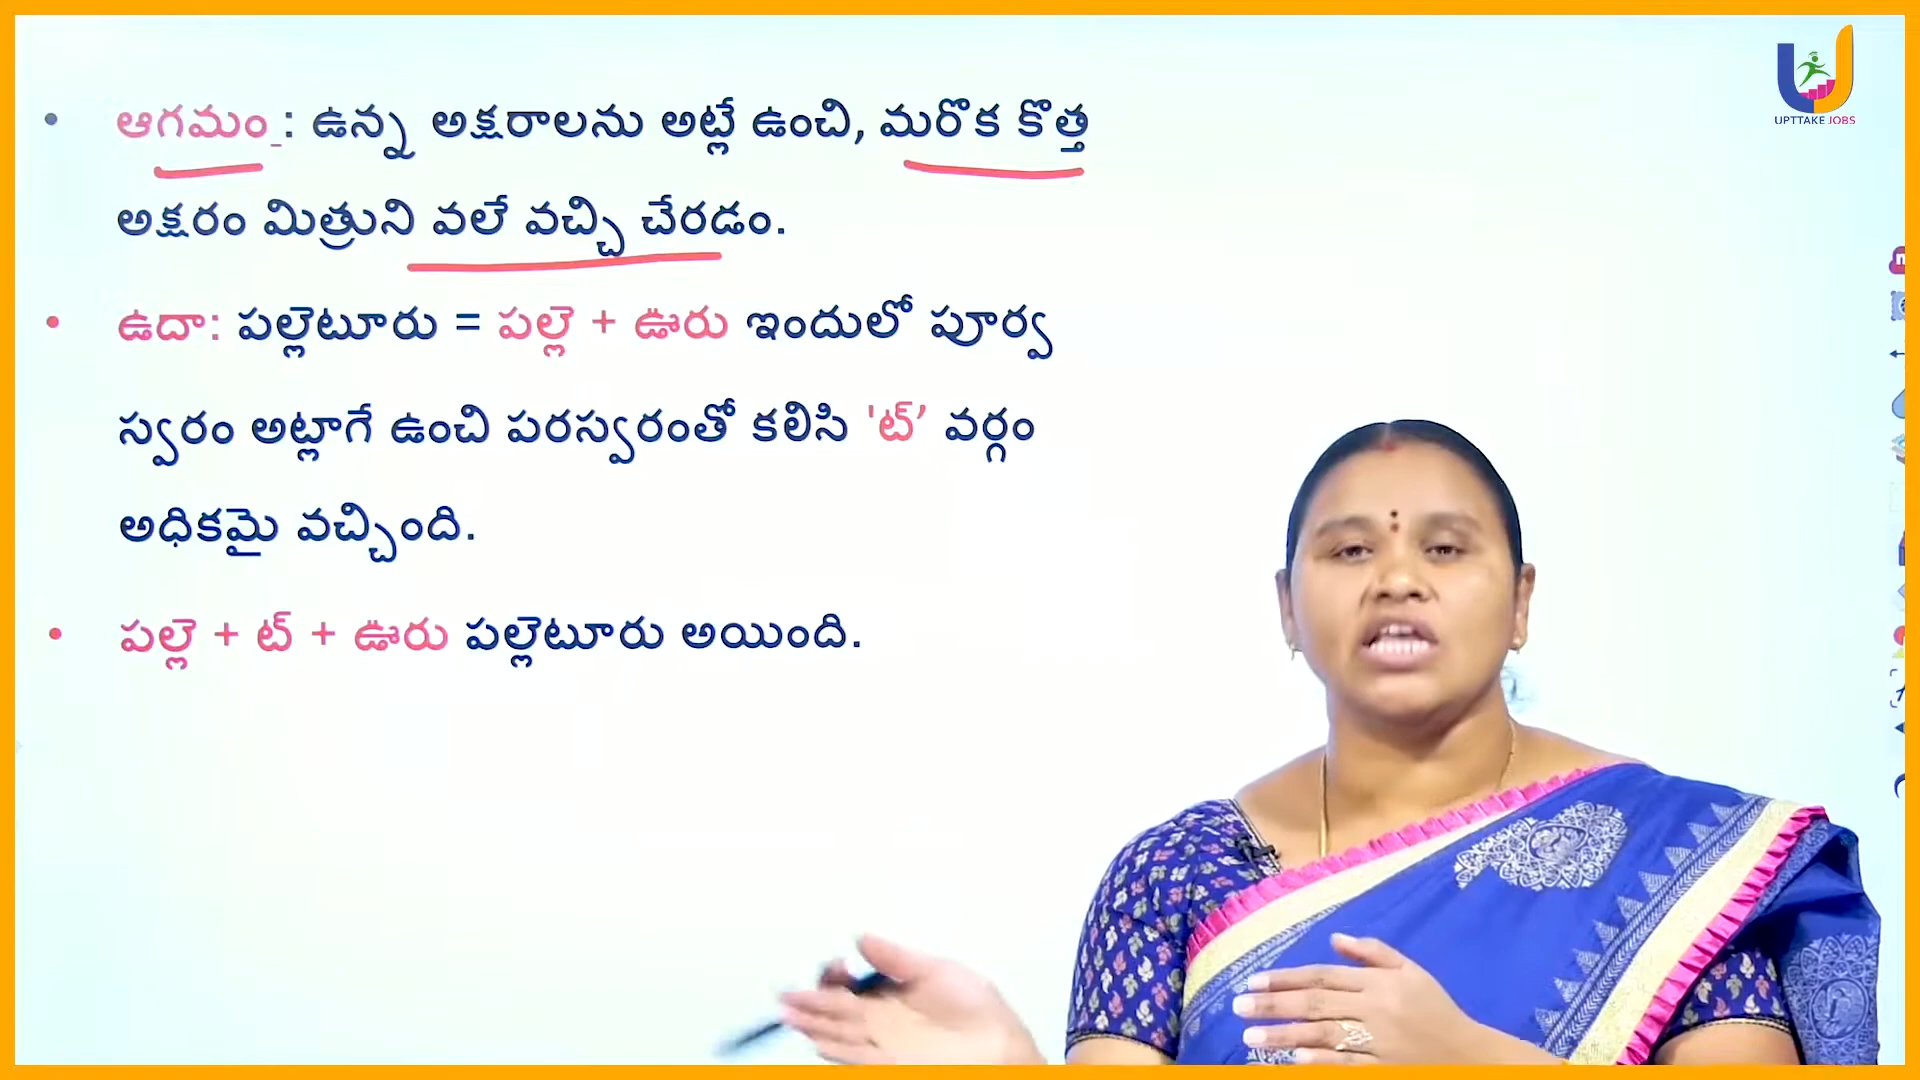 UPTTAKE JOBS
• ఆగమం : ఉన్న అక్షరాలను అట్లే ఉంచి, మరొక కొత్త
అక్షరం మిత్రుని వలే వచ్చి చేరడం.
• ఉదా: పల్లెటూరు = పల్లె + ఊరు ఇందులో పూర్వ
స్వరం అట్లాగే ఉంచి పరస్వరంతో కలిసి 'ట్’ వర్గం
అధికమై వచ్చింది.
• పల్లె + ట్ + ఊరు పల్లెటూరు అయింది.